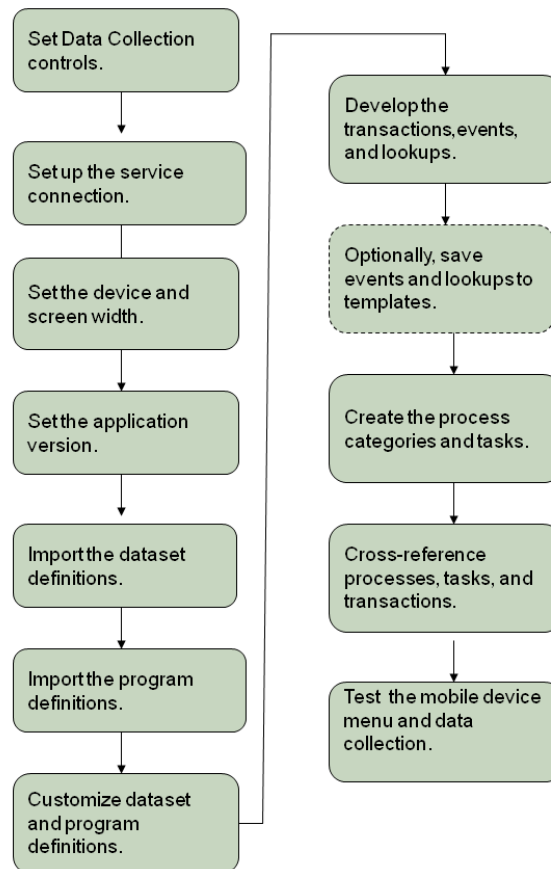 Set Data Collection
controls.
Set up the service
connection.
Set the device and
screen width.
Set the application
version.
Import the dataset
definitions.
Import the program
definitions.
Customize dataset
and program
definitions.
Develop the
transactions, events,
and lookups.
Optionally, save
events and lookups to
templates.
Create the process
categories and tasks.
Cross-reference
processes, tasks, and
transactions.
Test the mobile device
menu and data
collection.